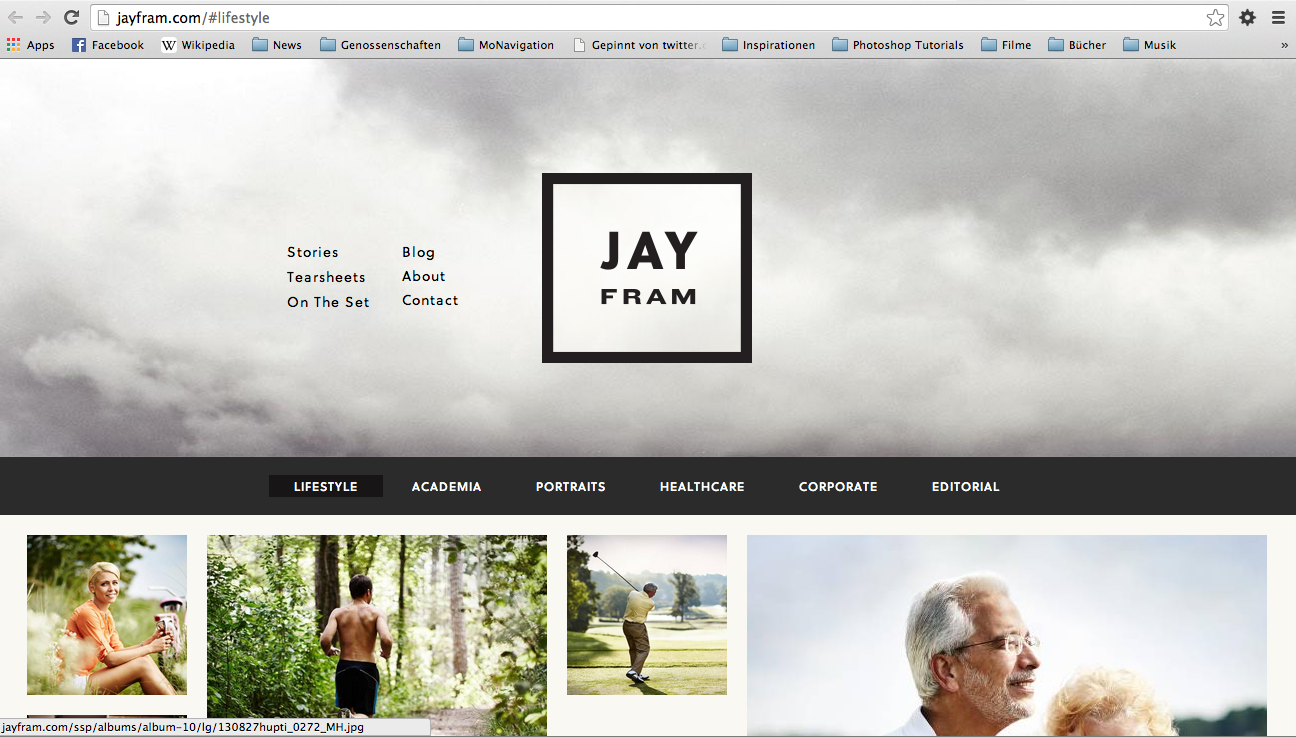 jayfram.com/#lifestyle
Apps Facebook Wikipedia News Genossenschaften MoNavigation Gepinnt von twitter.c Inspirationen Photoshop Tutorials Filme Bücher Musik »
Stories
Tearsheets
On The Set
Blog
About
Contact
JAY
FRAM
LIFESTYLE ACADEMIA PORTRAITS HEALTHCARE CORPORATE EDITORIAL
jayfram.com/ssp/albums/album-10/lg/130827hupti_0272_MH.jpg